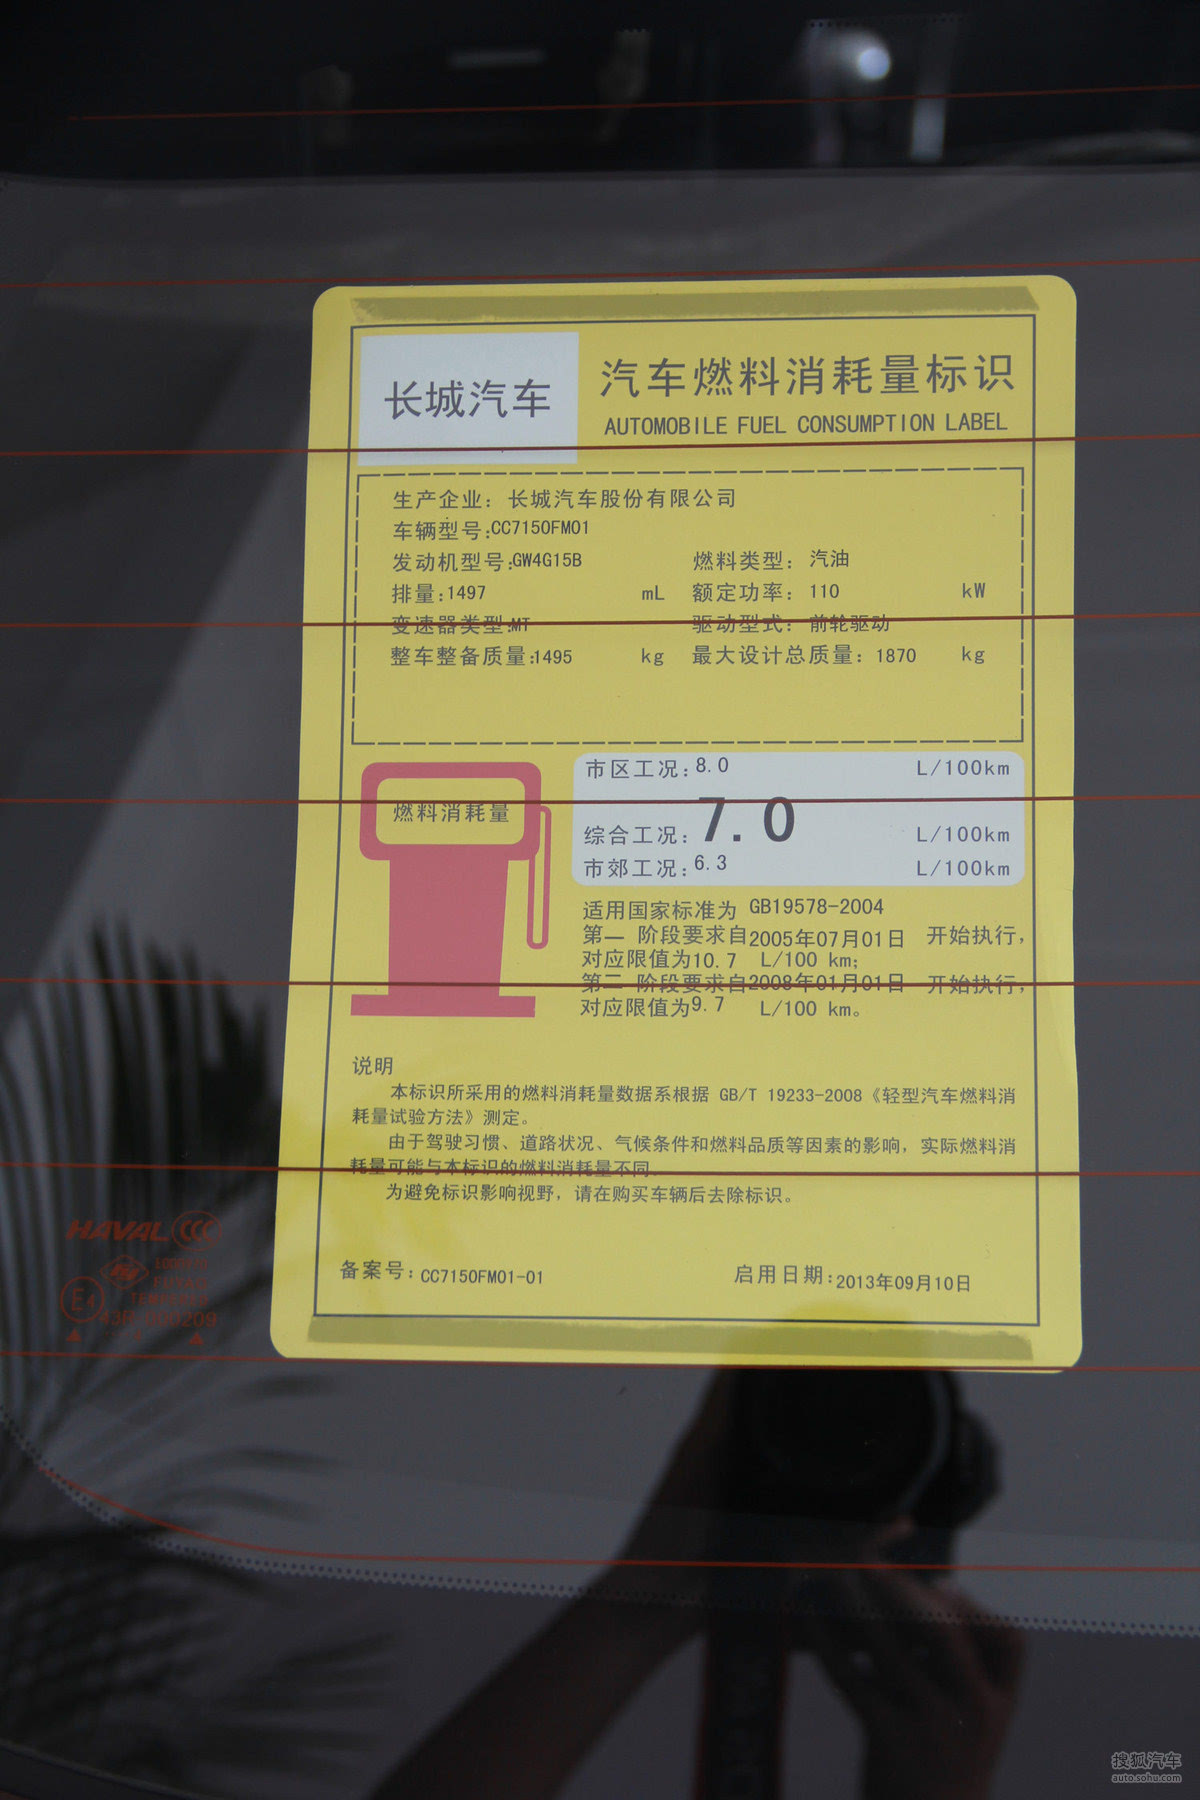 长城汽车
汽车燃料消耗量标识
AUTOMOBILE FUEL CONSUMPTION LABEL
生产企业：长城汽车股份有限公司
车辆型号:CC7150FM01
发动机型号:GW4G15B 燃料类型：汽油
排量:1497 mL 额定功率：110 kW
变速器类型:MT 驱动型式：前轮驱动
整车整备质量:1495 kg 最大设计总质量：1870 kg
燃料消耗量
市区工况:8.0 L/100km
综合工况:7.0 L/100km
市郊工况:6.3 L/100km
适用国家标准为 GB19578-2004
第一 阶段要求自2005年07月01日 开始执行，
对应限值为10.7 L/100 km；
第二 阶段要求自2008年01月01日 开始执行，
对应限值为9.7 L/100 km。
说明
本标识所采用的燃料消耗量数据系根据 GB/T 19233-2008《轻型汽车燃料消
耗量试验方法》测定。
由于驾驶习惯、道路状况、气候条件和燃料品质等因素的影响，实际燃料消
耗量可能与本标识的燃料消耗量不同。
为避免标识影响视野，请在购买车辆后去除标识。
备案号:CC7150FM01-01 启用日期:2013年09月10日
HAVAL CCC
E4
搜狐汽车
auto.sohu.com